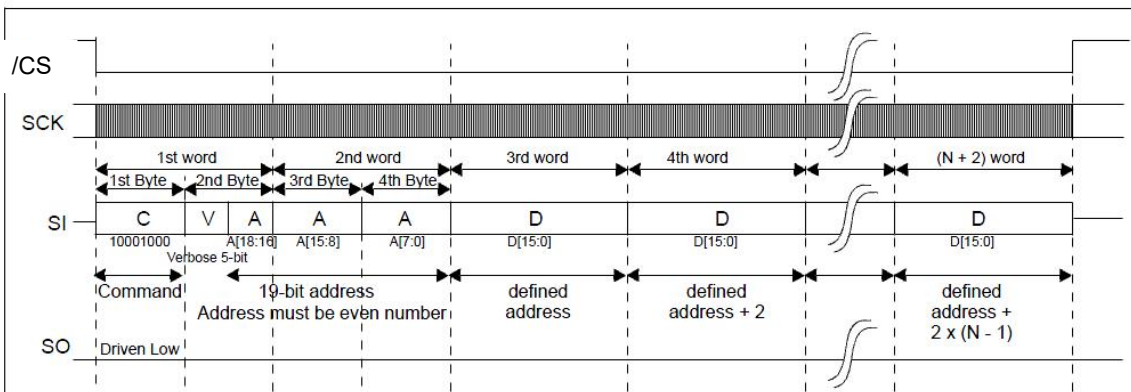 /CS
SCK
1st word 2nd word 3rd word 4th word (N + 2) word
1st Byte 2nd Byte 3rd Byte 4th Byte
SI C V A A A D D D
10001000 A[18:16] A[15:8] A[7:0] D[15:0] D[15:0] D[15:0]
Verbose 5-bit
Command 19-bit address defined defined defined
Address must be even number address address + 2 address +
2 x (N - 1)
SO Driven Low